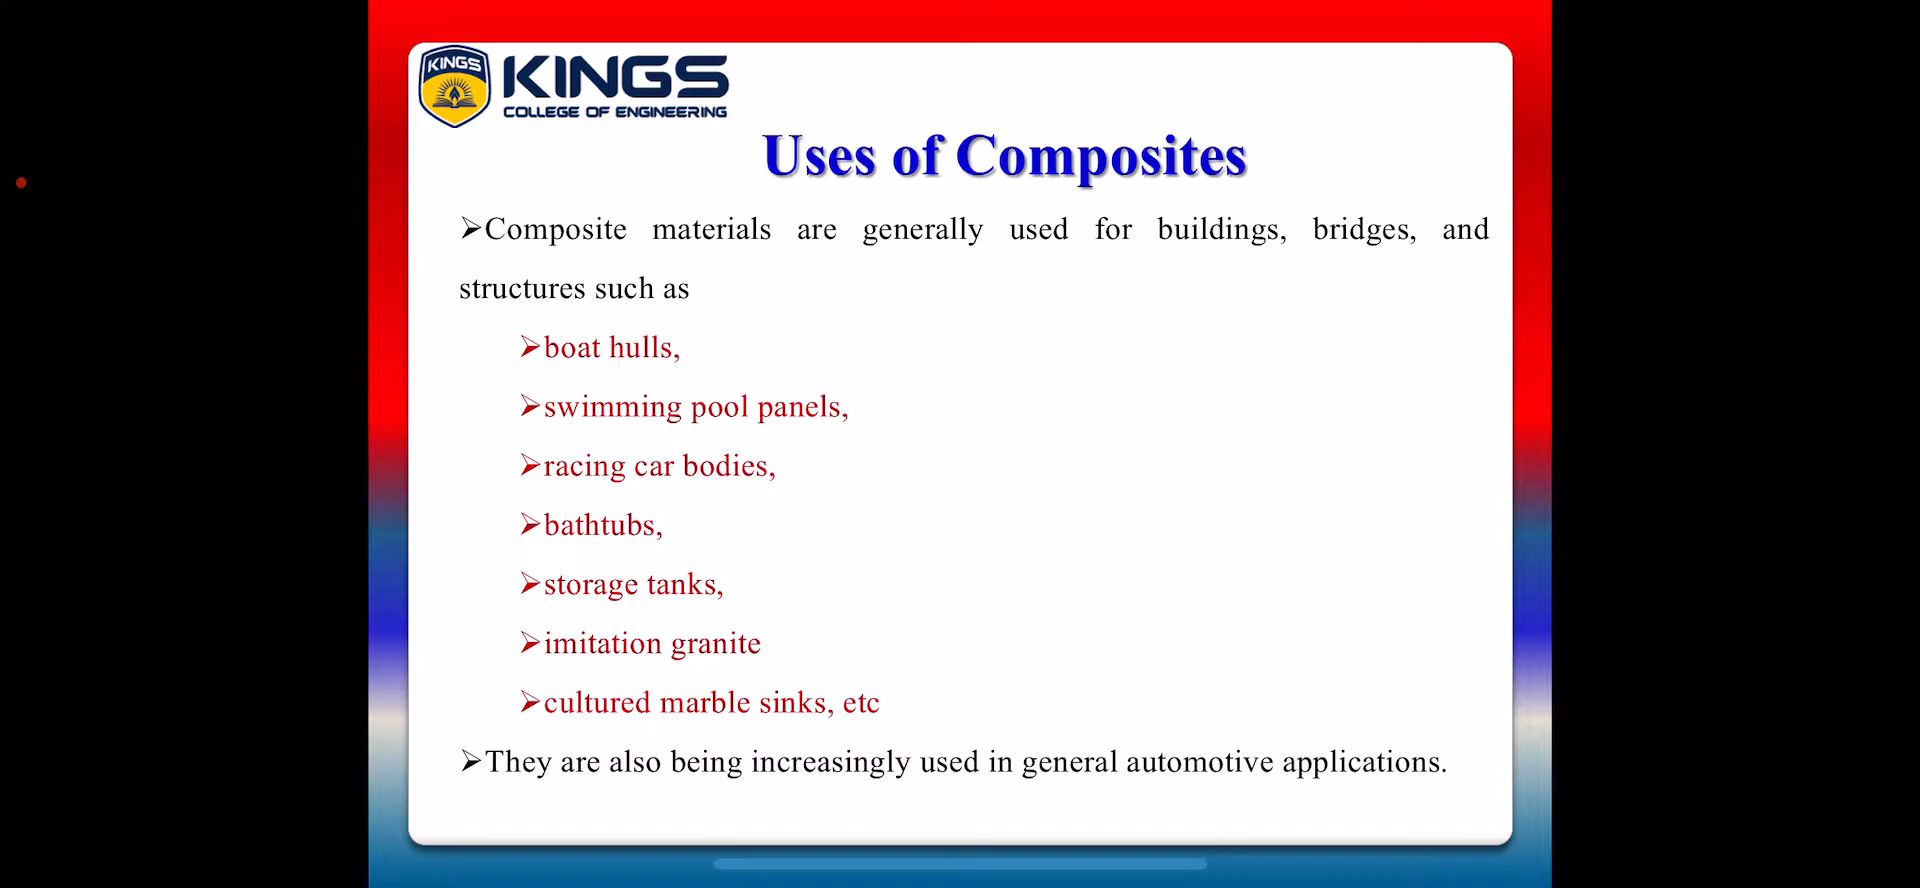 KINGS
KINGS
COLLEGE OF ENGINEERING
Uses of Composites
➢Composite materials are generally used for buildings, bridges, and
structures such as
➢boat hulls,
➢swimming pool panels,
➢racing car bodies,
➢bathtubs,
➢storage tanks,
➢imitation granite
➢cultured marble sinks, etc
➢They are also being increasingly used in general automotive applications.